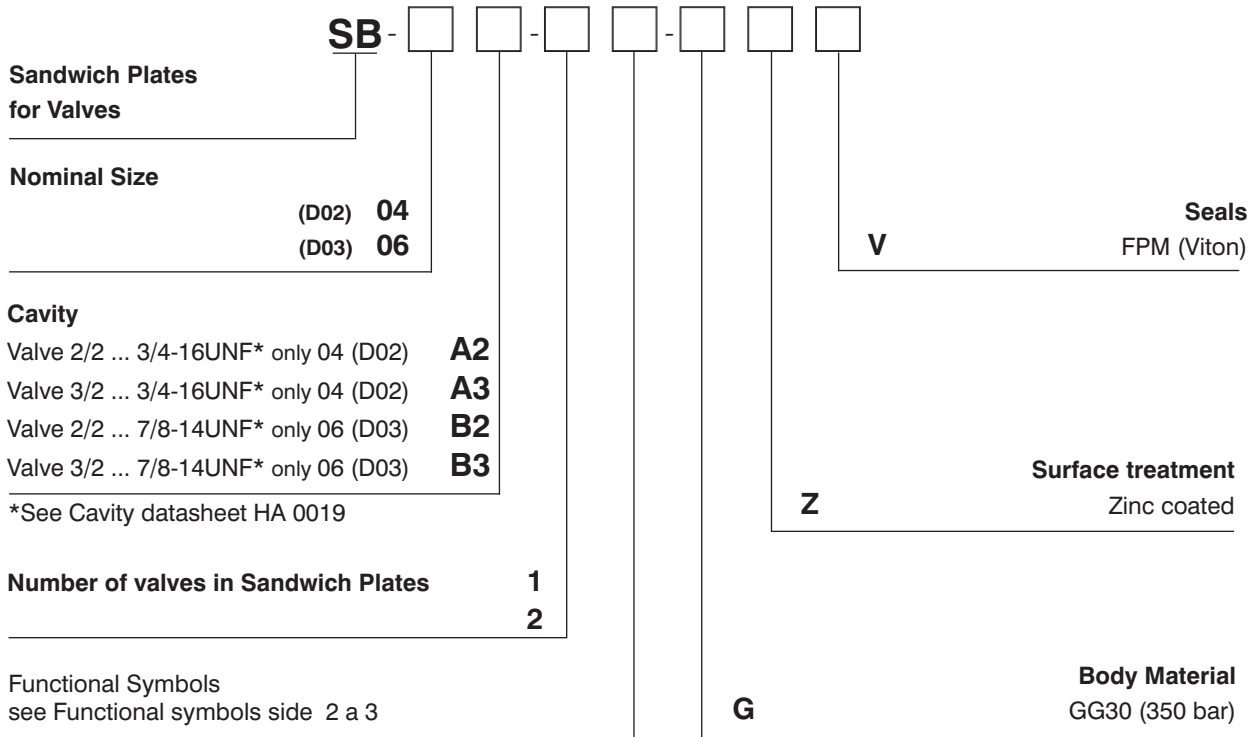 SB - - -
Sandwich Plates
for Valves
Nominal Size
(D02) 04
(D03) 06
Seals
V FPM (Viton)
Cavity
Valve 2/2 ... 3/4-16UNF* only 04 (D02) A2
Valve 3/2 ... 3/4-16UNF* only 04 (D02) A3
Valve 2/2 ... 7/8-14UNF* only 06 (D03) B2
Valve 3/2 ... 7/8-14UNF* only 06 (D03) B3
*See Cavity datasheet HA 0019
Surface treatment
Z Zinc coated
Number of valves in Sandwich Plates 1
2
Functional Symbols
see Functional symbols side 2 a 3
Body Material
G GG30 (350 bar)